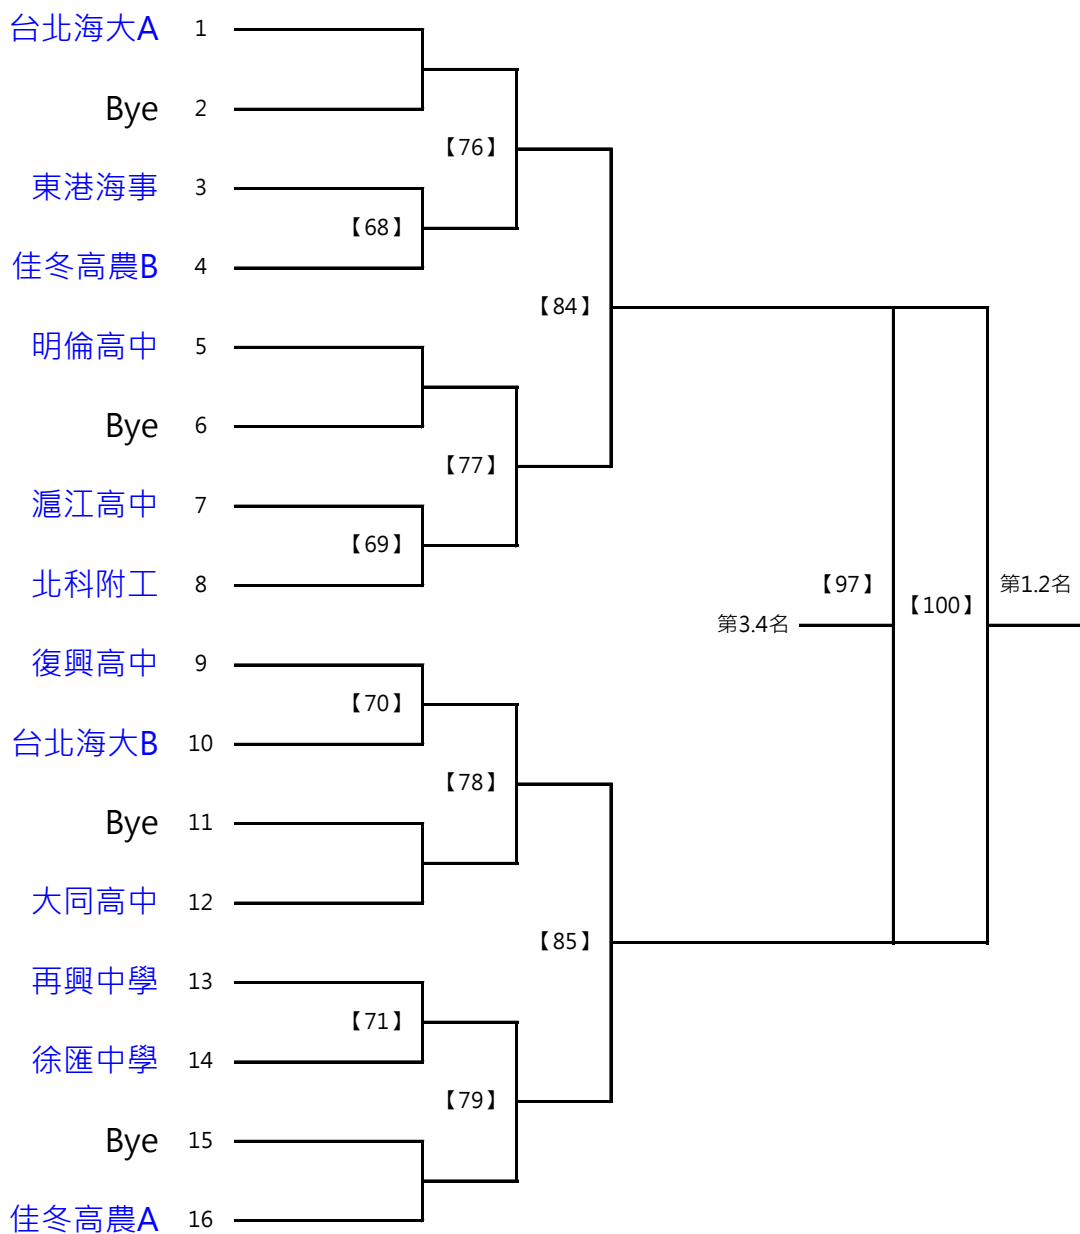 台北海大A 1
Bye 2
【76】
東港海事 3
【68】
佳冬高農B 4
【84】
明倫高中 5
Bye 6
【77】
滬江高中 7
【69】
北科附工 8
【97】
第1.2名
【100】
第3.4名
復興高中 9
【70】
台北海大B 10
【78】
Bye 11
大同高中 12
【85】
再興中學 13
【71】
徐匯中學 14
【79】
Bye 15
佳冬高農A 16